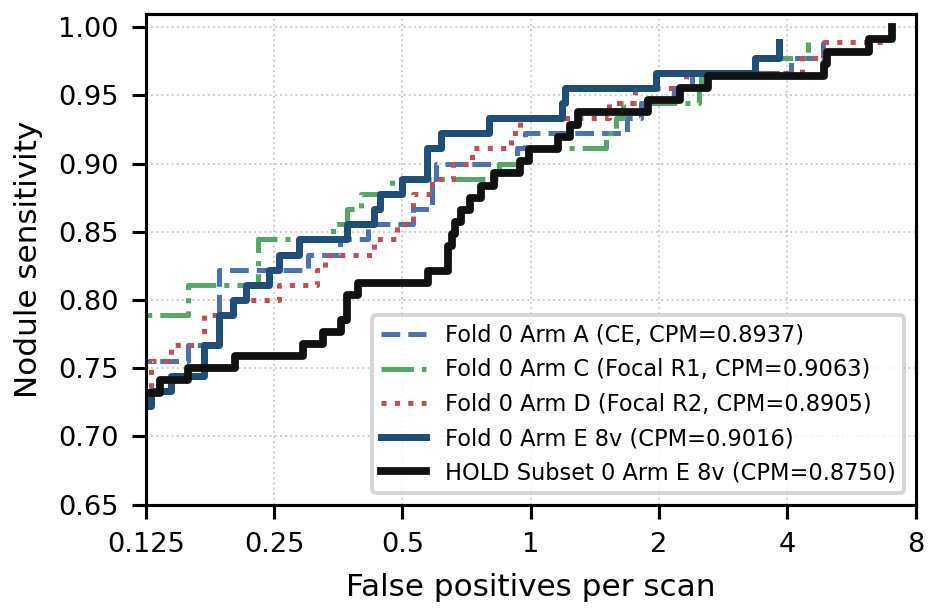 1.00
0.95
0.90
0.85
0.80
0.75
0.70
0.65
Nodule sensitivity
Fold 0 Arm A (CE, CPM=0.8937)
Fold 0 Arm C (Focal R1, CPM=0.9063)
Fold 0 Arm D (Focal R2, CPM=0.8905)
Fold 0 Arm E 8v (CPM=0.9016)
HOLD Subset 0 Arm E 8v (CPM=0.8750)
0.125 0.25 0.5 1 2 4 8
False positives per scan